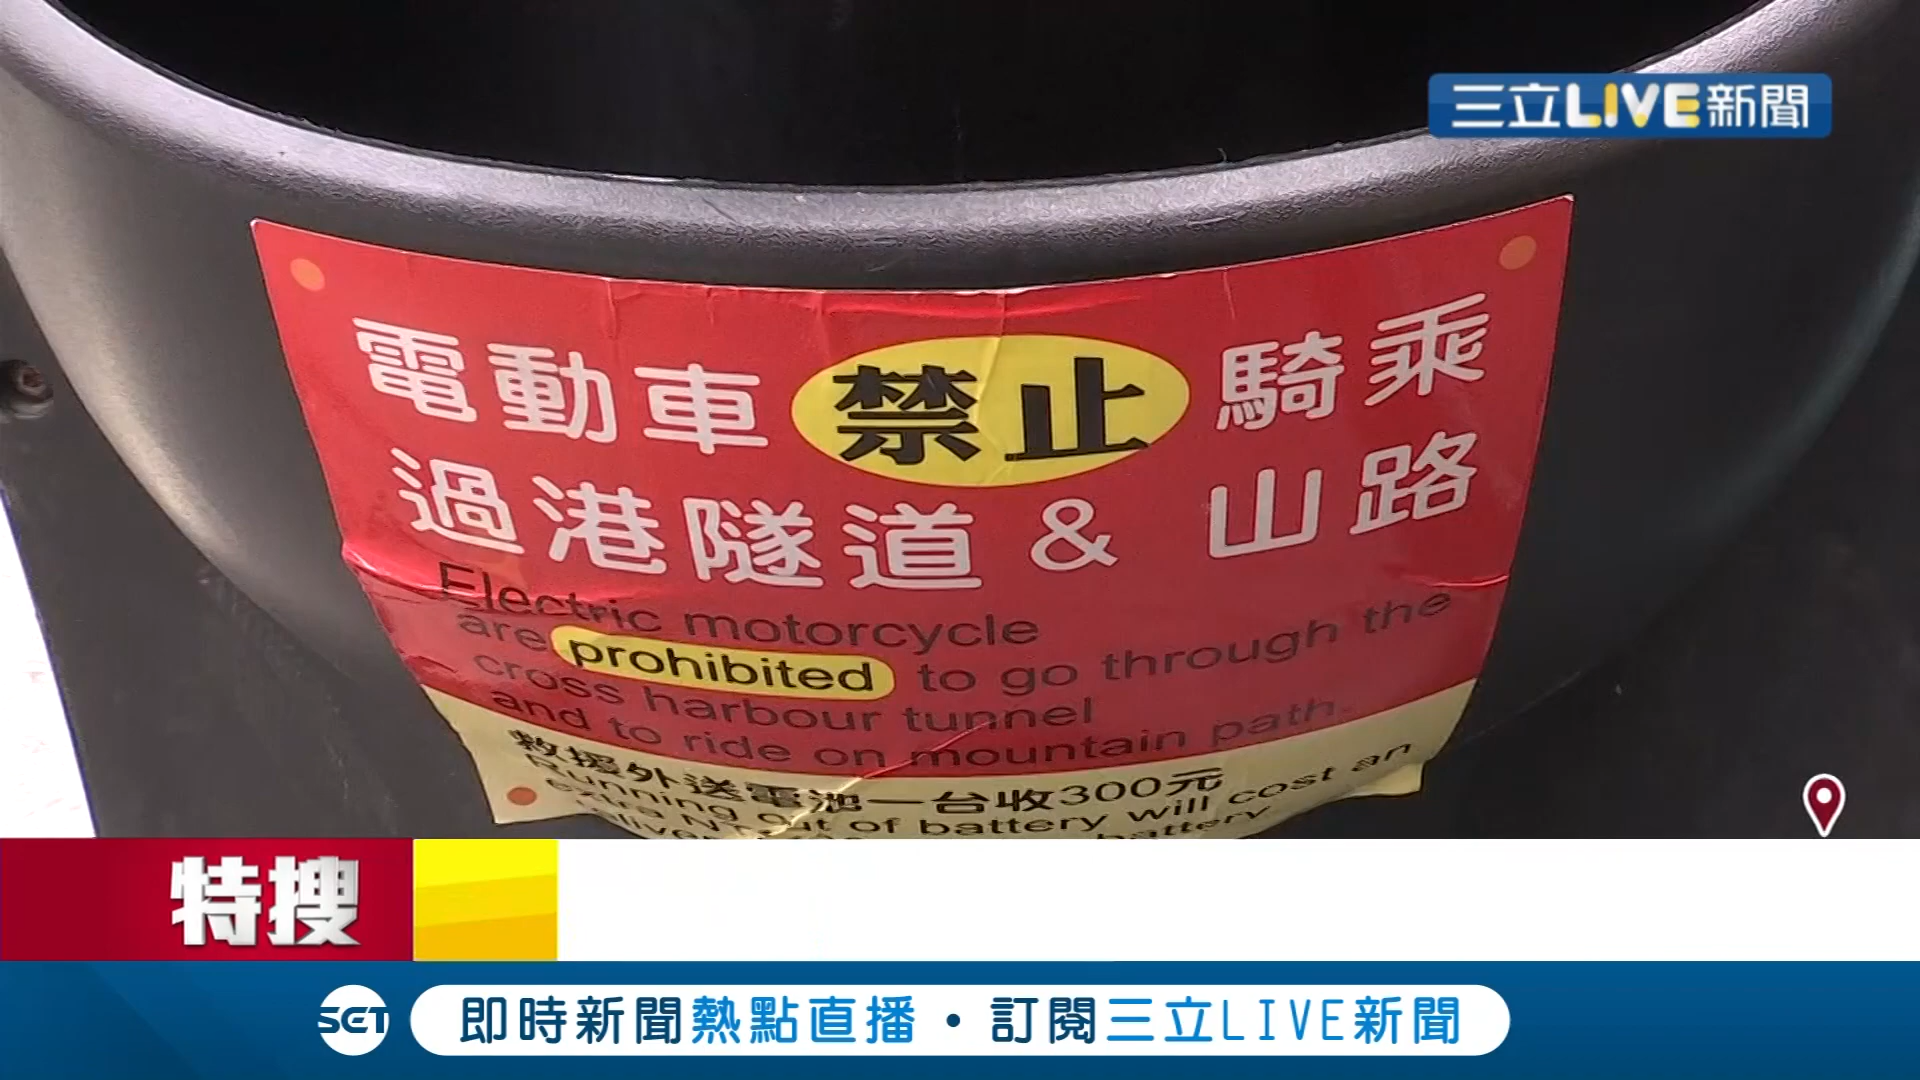 三立LIVE新聞
電動車禁止騎乘
過港隧道 & 山路
Electric motorcycle
are prohibited to go through the
cross harbour tunnel
and to ride on mountain path.
救援外送電池一台收300元
Running out of battery will cost an
extra
battery
特搜
SET
即時新聞熱點直播・訂閱三立LIVE新聞